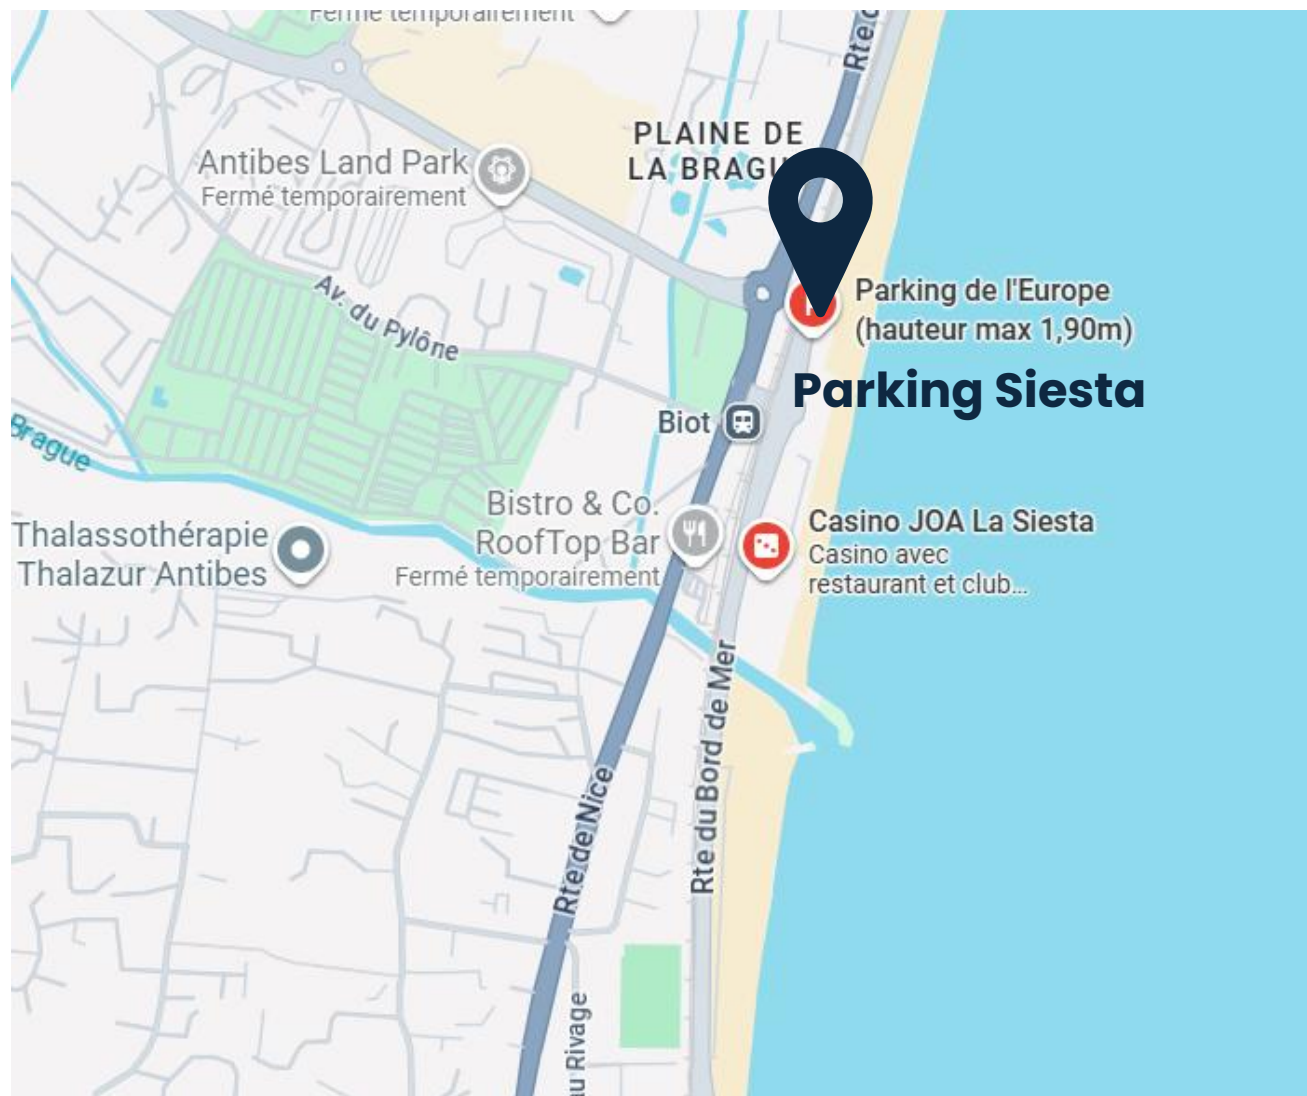 Fermé temporairement
Rte
PLAINE DE
LA BRAGU
Antibes Land Park
Fermé temporairement
Av. du Pylône
Parking de l'Europe
(hauteur max 1,90m)
Parking Siesta
Biot
Brague
Bistro & Co.
RoofTop Bar
Fermé temporairement
Thalassothérapie
Thalazur Antibes
Casino JOA La Siesta
Casino avec
restaurant et club...
Rte du Bord de Mer
Rte de Nice
au Rivage